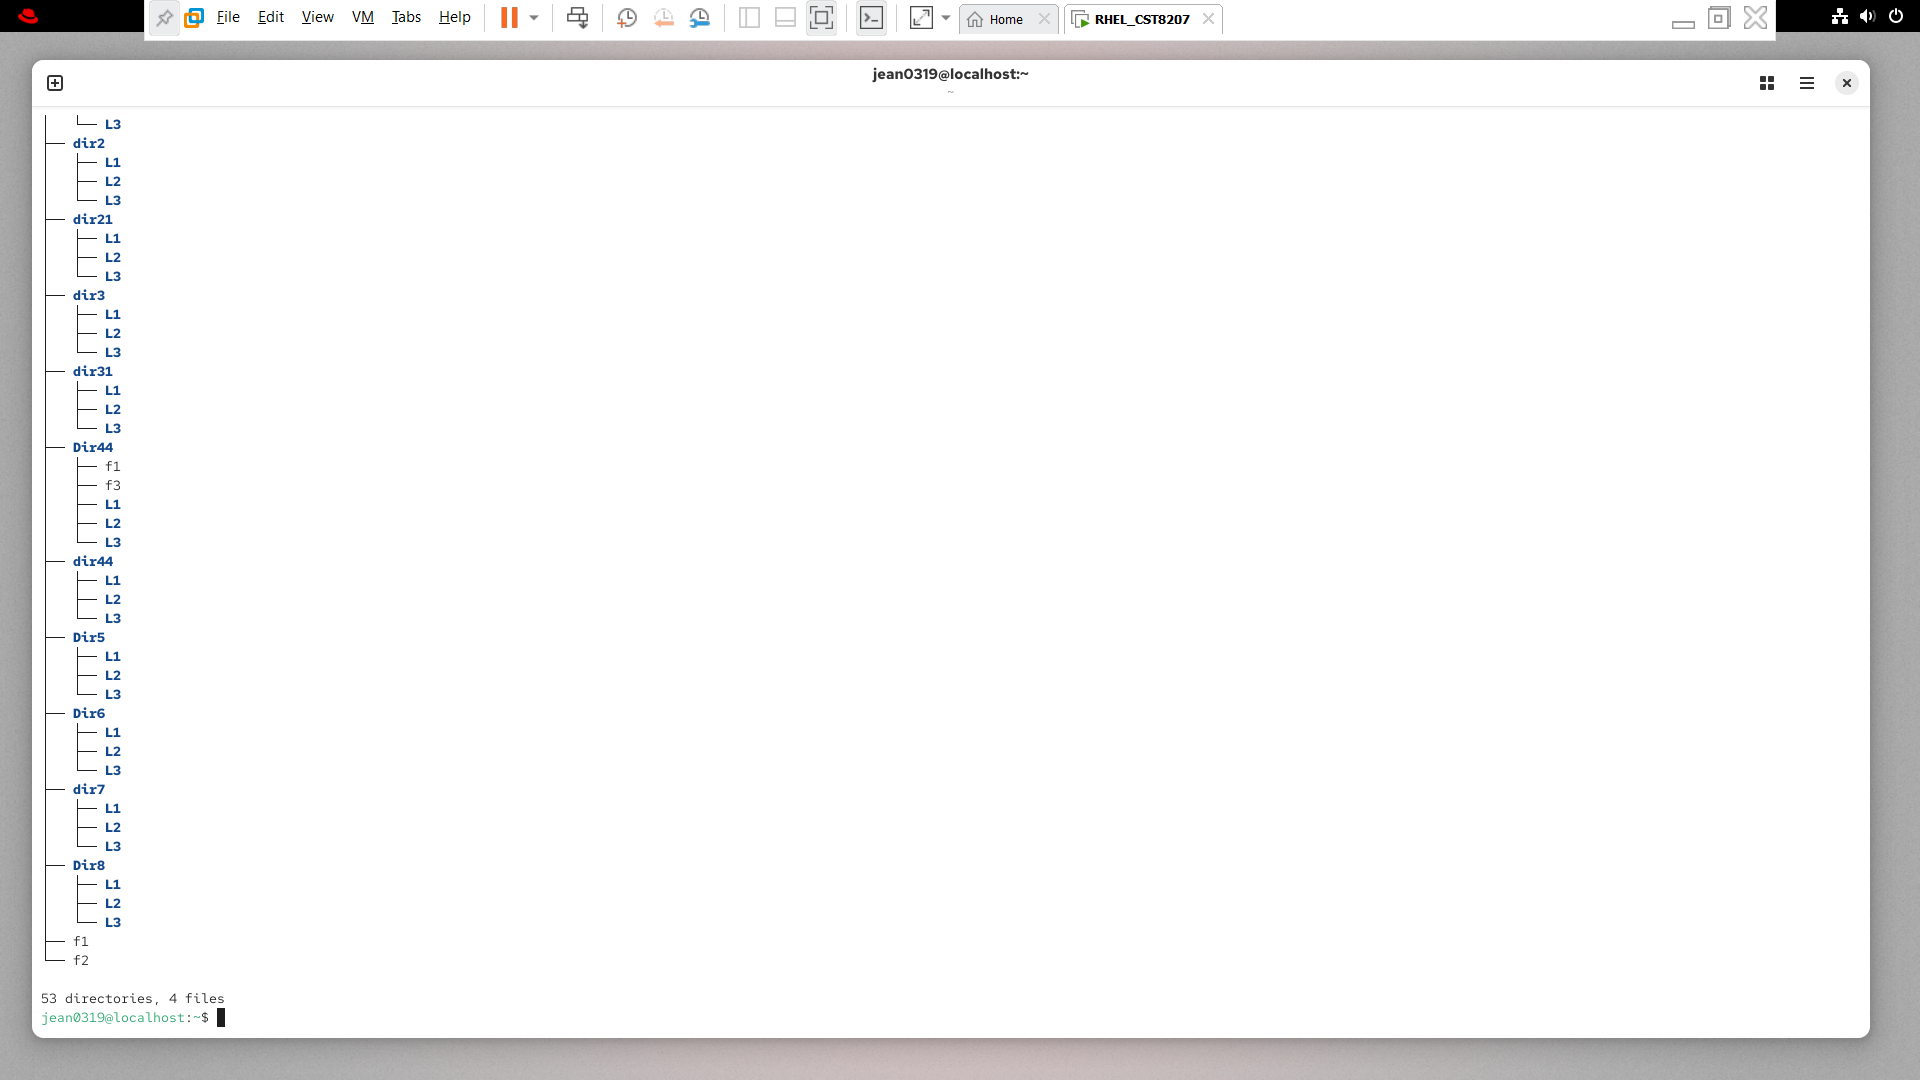 File Edit View VM Tabs Help Home RHEL_CST8207
jean0319@localhost:~
~
└── L3
├── dir2
│   ├── L1
│   ├── L2
│   └── L3
├── dir21
│   ├── L1
│   ├── L2
│   └── L3
├── dir3
│   ├── L1
│   ├── L2
│   └── L3
├── dir31
│   ├── L1
│   ├── L2
│   └── L3
├── Dir44
│   ├── f1
│   ├── f3
│   ├── L1
│   ├── L2
│   └── L3
├── dir44
│   ├── L1
│   ├── L2
│   └── L3
├── Dir5
│   ├── L1
│   ├── L2
│   └── L3
├── Dir6
│   ├── L1
│   ├── L2
│   └── L3
├── dir7
│   ├── L1
│   ├── L2
│   └── L3
├── Dir8
│   ├── L1
│   ├── L2
│   └── L3
├── f1
└── f2
53 directories, 4 files
jean0319@localhost:~$